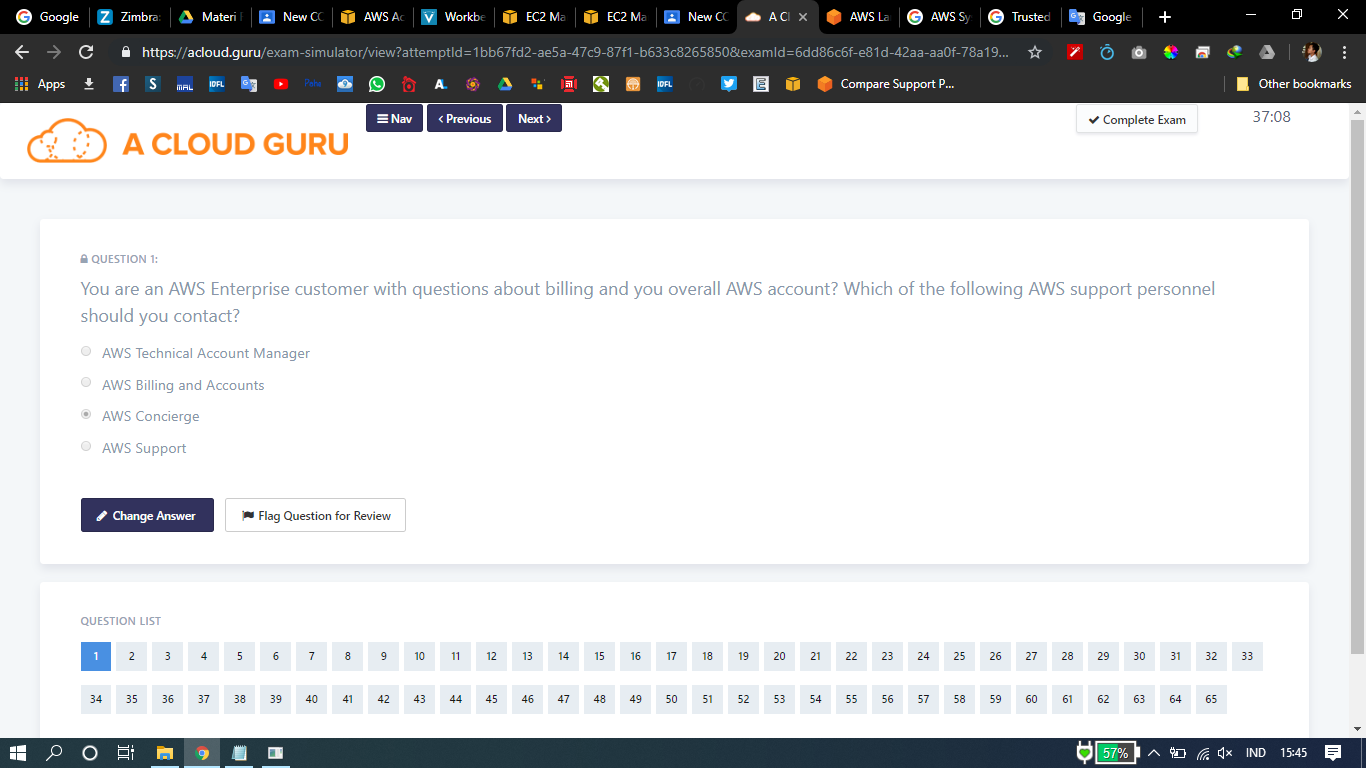 Google
Zimbra
Materi
New CC
AWS Ac
Workbe
EC2 Ma
EC2 Ma
New CC
A Cl
AWS La
AWS Sy
Trusted
Google
https://acloud.guru/exam-simulator/view?attemptId=1bb67fd2-ae5a-47c9-87f1-b633c8265850&examId=6dd86c6f-e81d-42aa-aa0f-78a19...
Apps
Compare Support P...
Other bookmarks
A CLOUD GURU
Nav
Previous
Next
Complete Exam
37:08
QUESTION 1:
You are an AWS Enterprise customer with questions about billing and you overall AWS account? Which of the following AWS support personnel
should you contact?
AWS Technical Account Manager
AWS Billing and Accounts
AWS Concierge
AWS Support
Change Answer
Flag Question for Review
QUESTION LIST
1 2 3 4 5 6 7 8 9 10 11 12 13 14 15 16 17 18 19 20 21 22 23 24 25 26 27 28 29 30 31 32 33
34 35 36 37 38 39 40 41 42 43 44 45 46 47 48 49 50 51 52 53 54 55 56 57 58 59 60 61 62 63 64 65
57%
IND
15:45